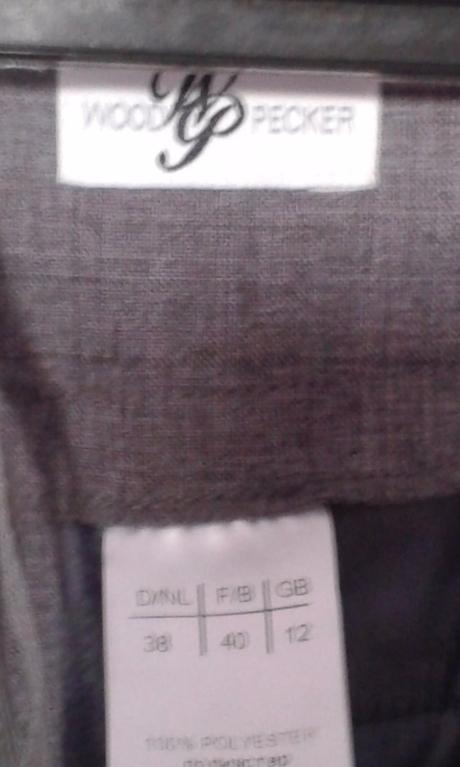 WOOD WP PECKER
D/NL F/B GB
38 40 12
100% POLYESTER